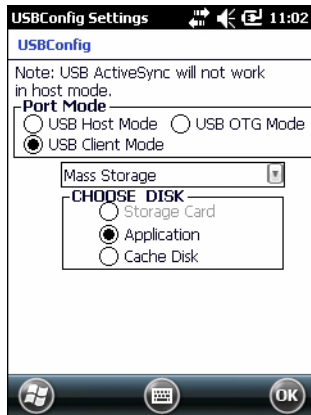 USBConfig Settings 11:02
USBConfig
Note: USB ActiveSync will not work
in host mode.
Port Mode
USB Host Mode USB OTG Mode
USB Client Mode
Mass Storage
CHOOSE DISK
Storage Card
Application
Cache Disk
OK